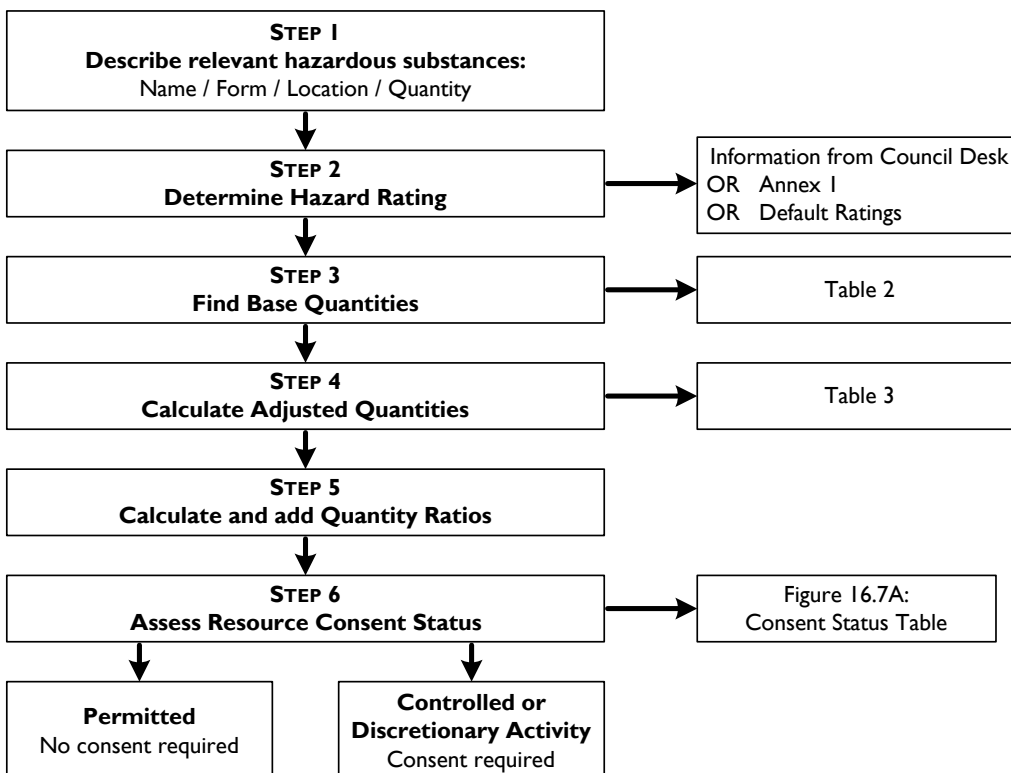 STEP 1
Describe relevant hazardous substances:
Name / Form / Location / Quantity
STEP 2
Determine Hazard Rating
Information from Council Desk
OR Annex 1
OR Default Ratings
STEP 3
Find Base Quantities
Table 2
STEP 4
Calculate Adjusted Quantities
Table 3
STEP 5
Calculate and add Quantity Ratios
STEP 6
Assess Resource Consent Status
Figure 16.7A:
Consent Status Table
Permitted
No consent required
Controlled or
Discretionary Activity
Consent required